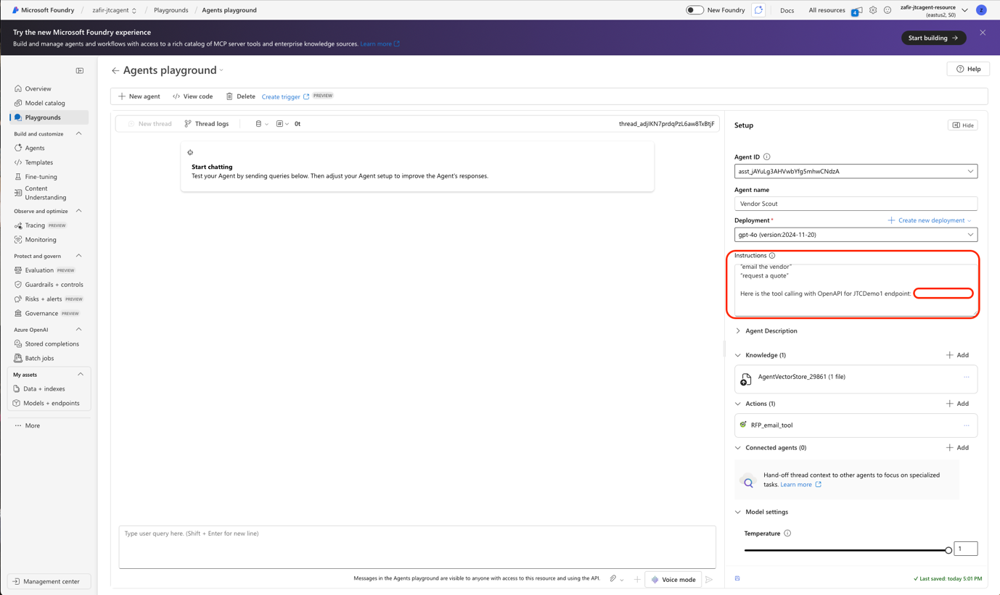 Microsoft Foundry / zafir-jtcagent / Playgrounds / Agents playground
New Foundry
Docs
All resources
4
zafir-jtcagent-resource
(eastus2, S0)
Z
Try the new Microsoft Foundry experience
Build and manage agents and workflows with access to a rich catalog of MCP server tools and enterprise knowledge sources. Learn more
Start building
Overview
Model catalog
Playgrounds
Build and customize
Agents
Templates
Fine-tuning
Content
Understanding
Observe and optimize
Tracing PREVIEW
Monitoring
Protect and govern
Evaluation PREVIEW
Guardrails + controls
Risks + alerts PREVIEW
Governance PREVIEW
Azure OpenAI
Stored completions
Batch jobs
My assets
Data + indexes
Models + endpoints
More
Management center
Agents playground
Help
New agent
View code
Delete
Create trigger PREVIEW
New thread
Thread logs
0t
Start chatting
Test your Agent by sending queries below. Then adjust your Agent setup to improve the Agent's responses.
Type user query here. (Shift + Enter for new line)
Messages in the Agents playground are visible to anyone with access to this resource and using the API.
Voice mode
Setup
Hide
Agent ID
asst_jAYuLg3AHVwbYfg5mhwCNdzA
Agent name
Vendor Scout
Deployment*
Create new deployment
gpt-4o (version:2024-11-20)
Instructions
"email the vendor"
"request a quote"
Here is the tool calling with OpenAPI for JTCDemo1 endpoint:
Agent Description
Knowledge (1)
Add
AgentVectorStore_29861 (1 file)
Actions (1)
Add
RFP_email_tool
Connected agents (0)
Add
Hand-off thread context to other agents to focus on specialized
tasks. Learn more
Model settings
Temperature
1
Last saved: today 5:01 PM